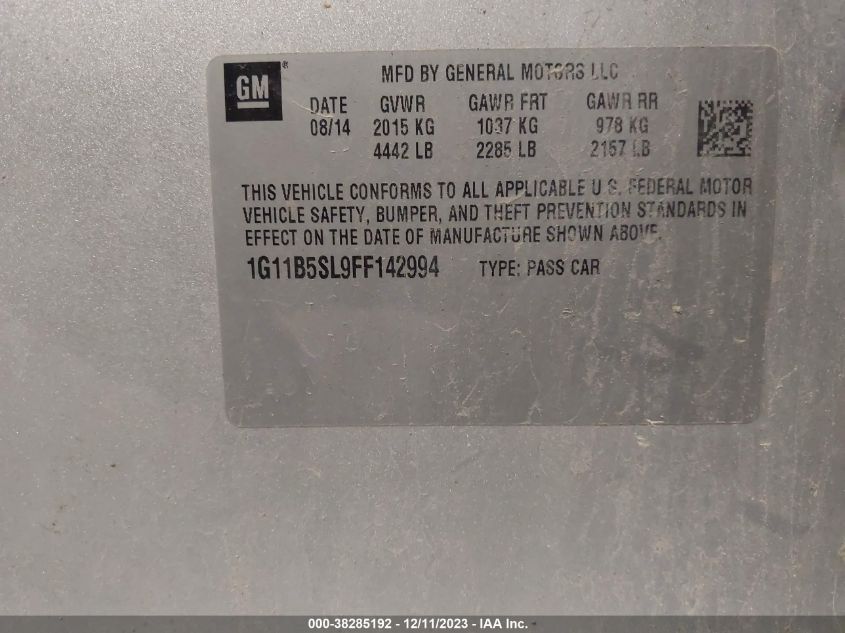 GM®
MFD BY GENERAL MOTORS LLC
DATE GVWR GAWR FRT GAWR RR
08/14 2015 KG 1037 KG 978 KG
4442 LB 2285 LB 2157 LB
THIS VEHICLE CONFORMS TO ALL APPLICABLE U.S. FEDERAL MOTOR
VEHICLE SAFETY, BUMPER, AND THEFT PREVENTION STANDARDS IN
EFFECT ON THE DATE OF MANUFACTURE SHOWN ABOVE.
1G11B5SL9FF142994 TYPE: PASS CAR
000-38285192 - 12/11/2023 - IAA Inc.